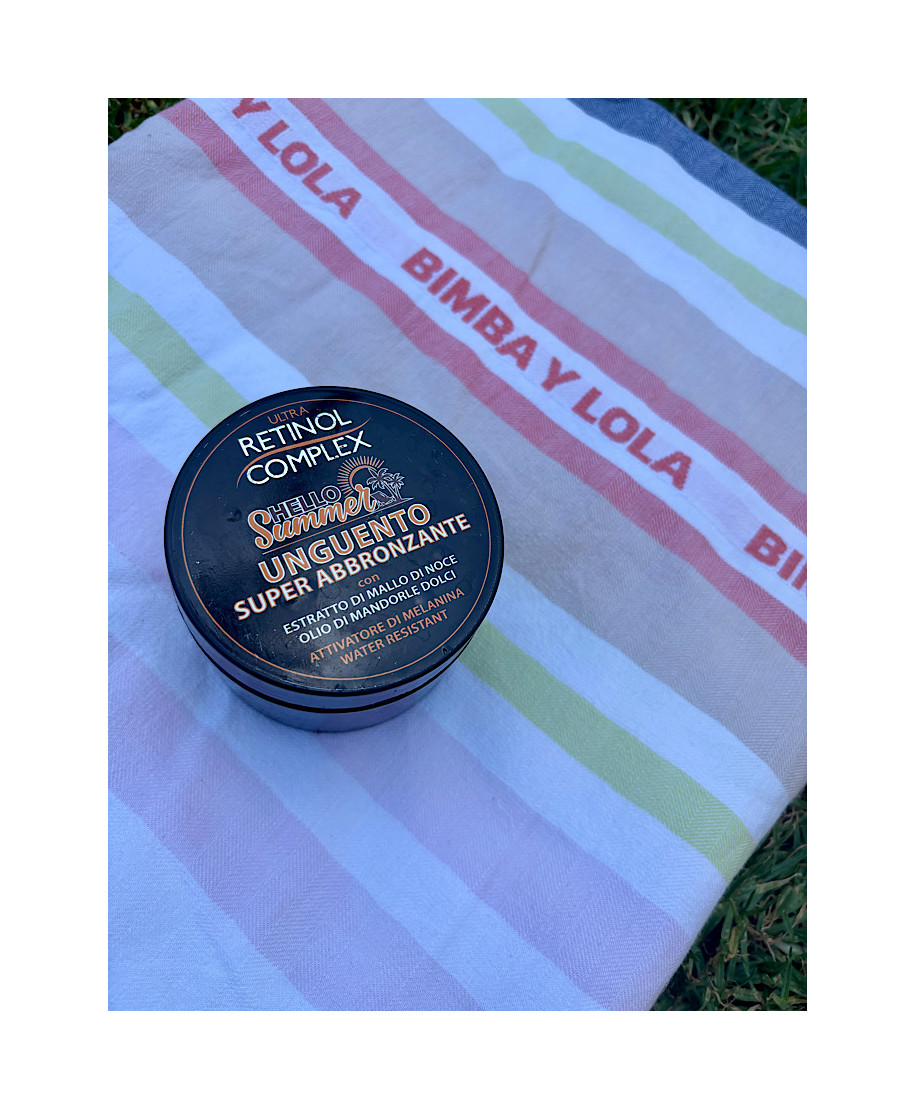 Y LOLA
BIMBA Y LOLA
ULTRA
RETINOL
COMPLEX
HELLO
Summer
UNGUENTO
SUPER ABBRONZANTE
con
ESTRATTO DI MALLO DI NOCE
OLIO DI MANDORLE DOLCI
ATTIVATORE DI MELANINA
WATER RESISTANT